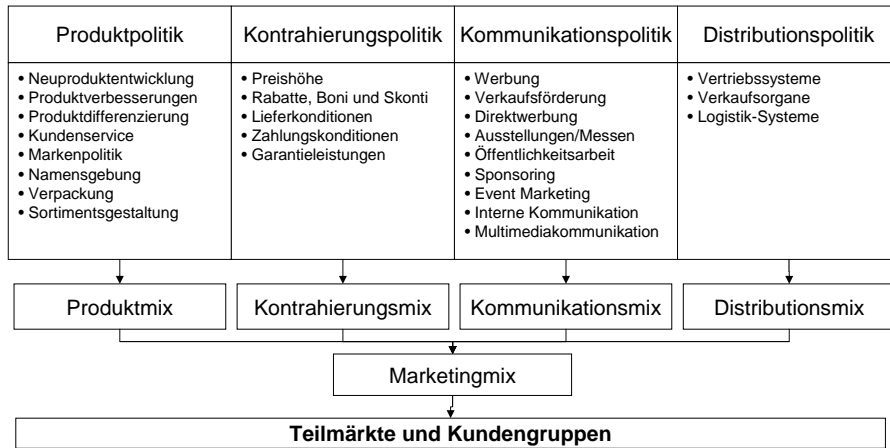 Produktpolitik
• Neuproduktentwicklung
• Produktverbesserungen
• Produktdifferenzierung
• Kundenservice
• Markenpolitik
• Namensgebung
• Verpackung
• Sortimentsgestaltung
Kontrahierungspolitik
• Preishöhe
• Rabatte, Boni und Skonti
• Lieferkonditionen
• Zahlungskonditionen
• Garantieleistungen
Kommunikationspolitik
• Werbung
• Verkaufsförderung
• Direktwerbung
• Ausstellungen/Messen
• Öffentlichkeitsarbeit
• Sponsoring
• Event Marketing
• Interne Kommunikation
• Multimediakommunikation
Distributionspolitik
• Vertriebssysteme
• Verkaufsorgane
• Logistik-Systeme
Produktmix
Kontrahierungsmix
Kommunikationsmix
Distributionsmix
Marketingmix
Teilmärkte und Kundengruppen